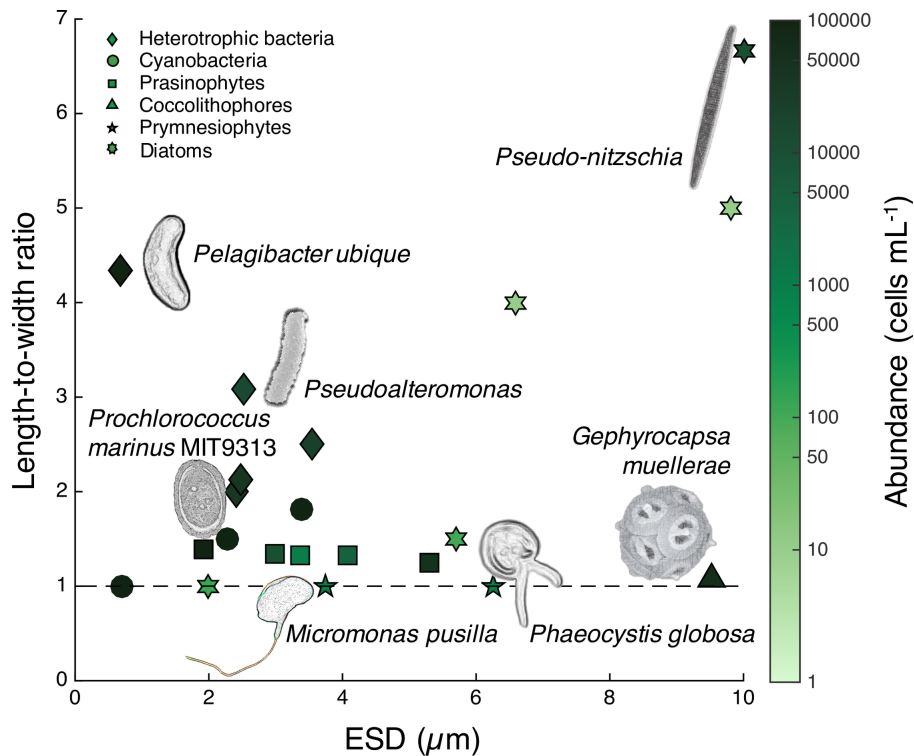 7
6
5
4
3
2
1
0
Length-to-width ratio
Heterotrophic bacteria
Cyanobacteria
Prasinophytes
Coccolithophores
Prymnesiophytes
Diatoms
Pseudo-nitzschia
Pelagibacter ubique
Pseudoalteromonas
Prochlorococcus
marinus MIT9313
Gephyrocapsa
muellerae
Micromonas pusilla
Phaeocystis globosa
0
2
4
6
8
10
ESD (µm)
100000
50000
10000
5000
1000
500
100
50
10
1
Abundance (cells mL-1)